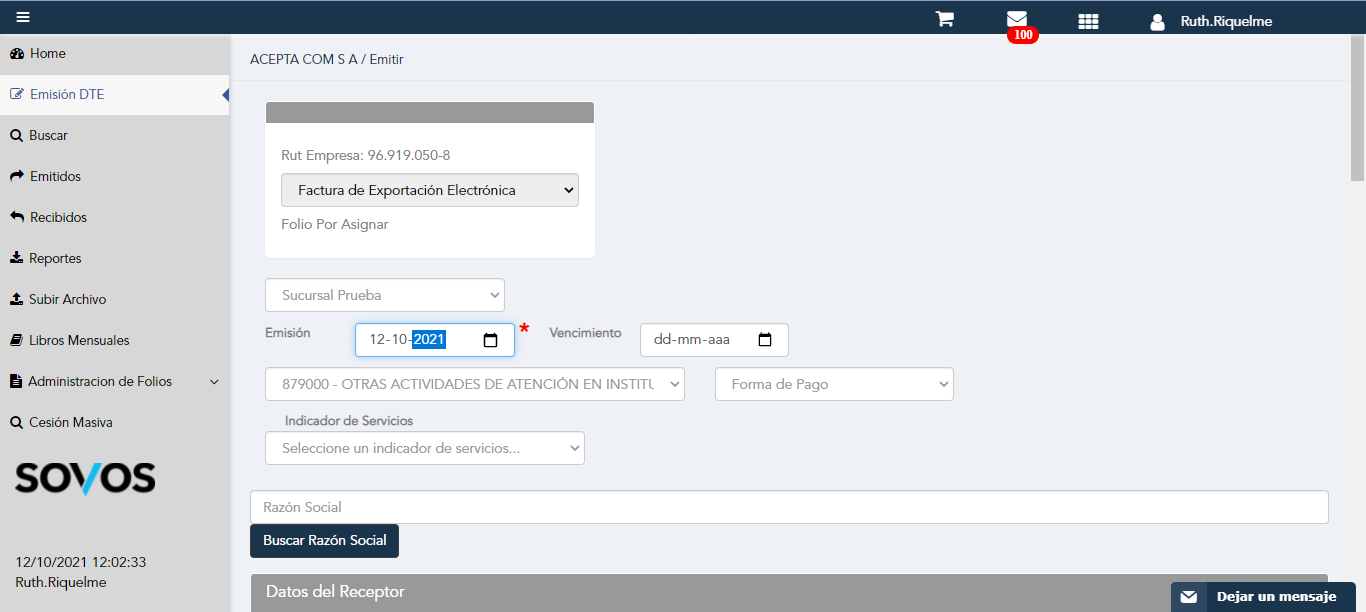 100
Ruth.Riquelme
Home
Emisión DTE
Buscar
Emitidos
Recibidos
Reportes
Subir Archivo
Libros Mensuales
Administracion de Folios
Cesión Masiva
SOVOS
12/10/2021 12:02:33
Ruth.Riquelme
ACEPTA COM S A / Emitir
Rut Empresa: 96.919.050-8
Factura de Exportación Electrónica
Folio Por Asignar
Sucursal Prueba
Emisión 12-10-2021 * Vencimiento dd-mm-aaa
879000 - OTRAS ACTIVIDADES DE ATENCIÓN EN INSTITU Forma de Pago
Indicador de Servicios
Seleccione un indicador de servicios...
Razón Social
Buscar Razón Social
Datos del Receptor
Dejar un mensaje